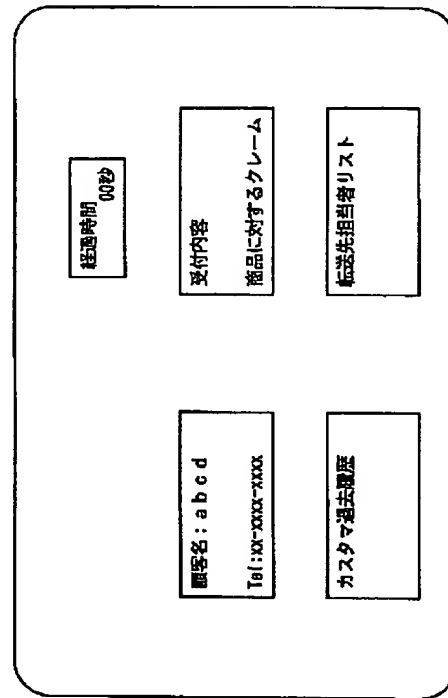 経過時間
00秒
顧客名：ａｂｃｄ
Tel:xx-xxxx-xxxx
受付内容
商品に対するクレーム
カスタマ過去履歴
転送先担当者リスト